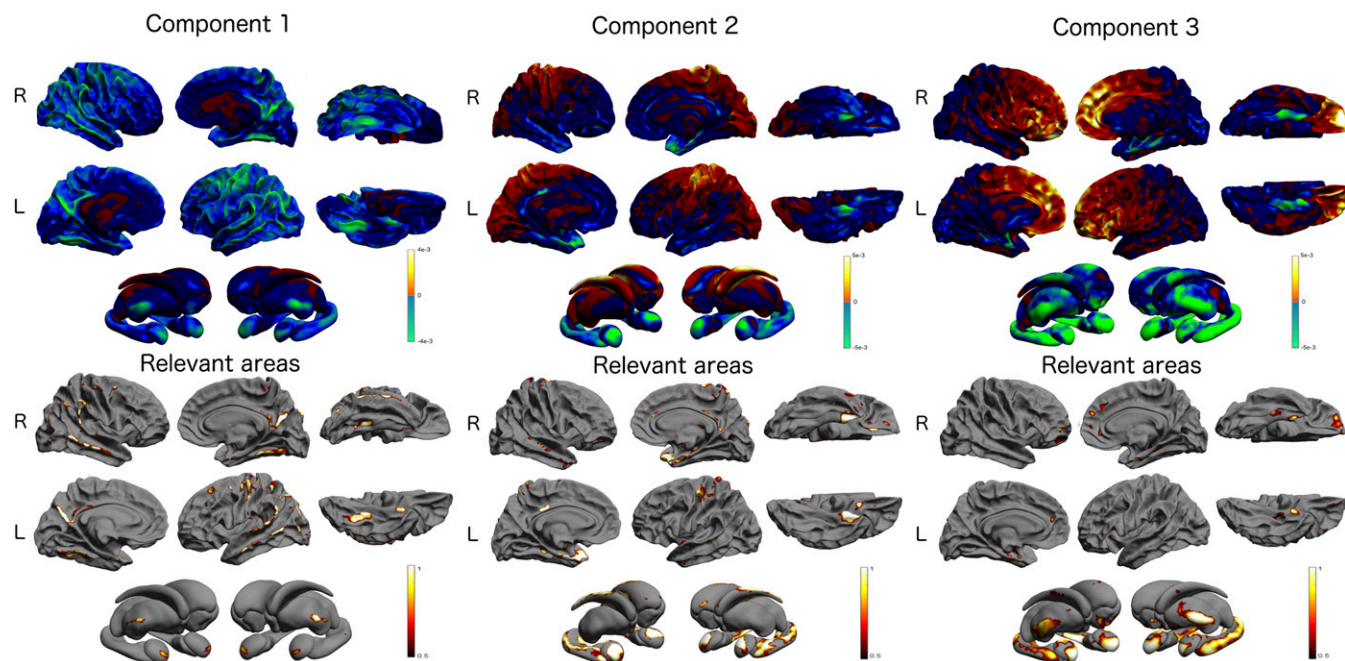 Component 1
Component 2
Component 3
R
R
R
L
L
L
4e-3
0
-4e-3
5e-3
0
-5e-3
5e-3
0
-5e-3
Relevant areas
Relevant areas
Relevant areas
R
R
R
L
L
L
1
0.5
1
0.5
1
0.5